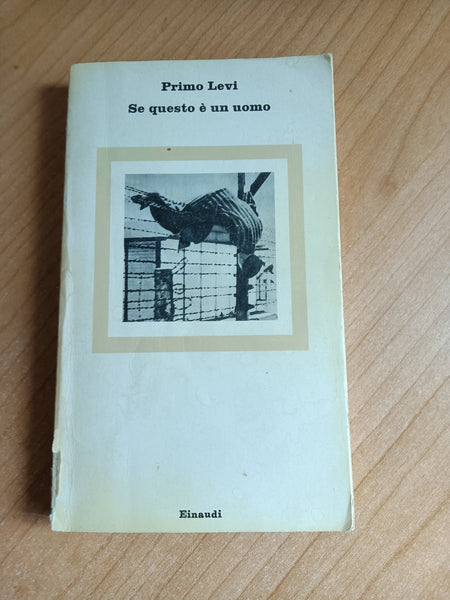 Primo Levi
Se questo è un uomo
Einaudi